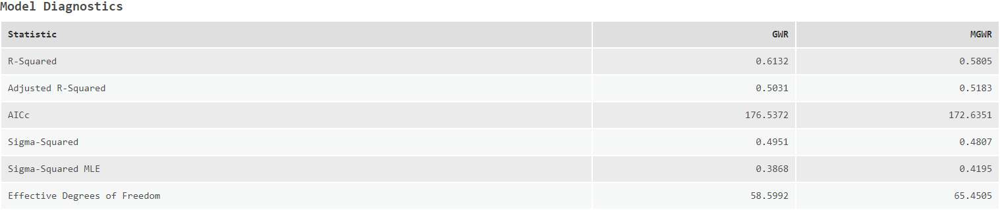 Model Diagnostics
Statistic GWR MGWR
R-Squared 0.6132 0.5805
Adjusted R-Squared 0.5031 0.5183
AICc 176.5372 172.6351
Sigma-Squared 0.4951 0.4807
Sigma-Squared MLE 0.3868 0.4195
Effective Degrees of Freedom 58.5992 65.4505